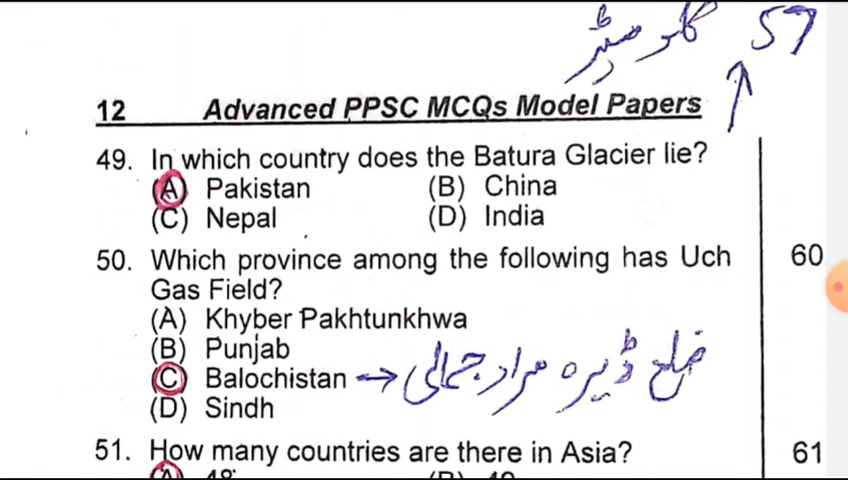 57 کلومیٹر
12 Advanced PPSC MCQs Model Papers
49. In which country does the Batura Glacier lie?
(A) Pakistan (B) China
(C) Nepal (D) India
50. Which province among the following has Uch
Gas Field?
(A) Khyber Pakhtunkhwa
(B) Punjab
(C) Balochistan → ضلع ڈیرہ مراد جمالی
(D) Sindh
60
51. How many countries are there in Asia?
61